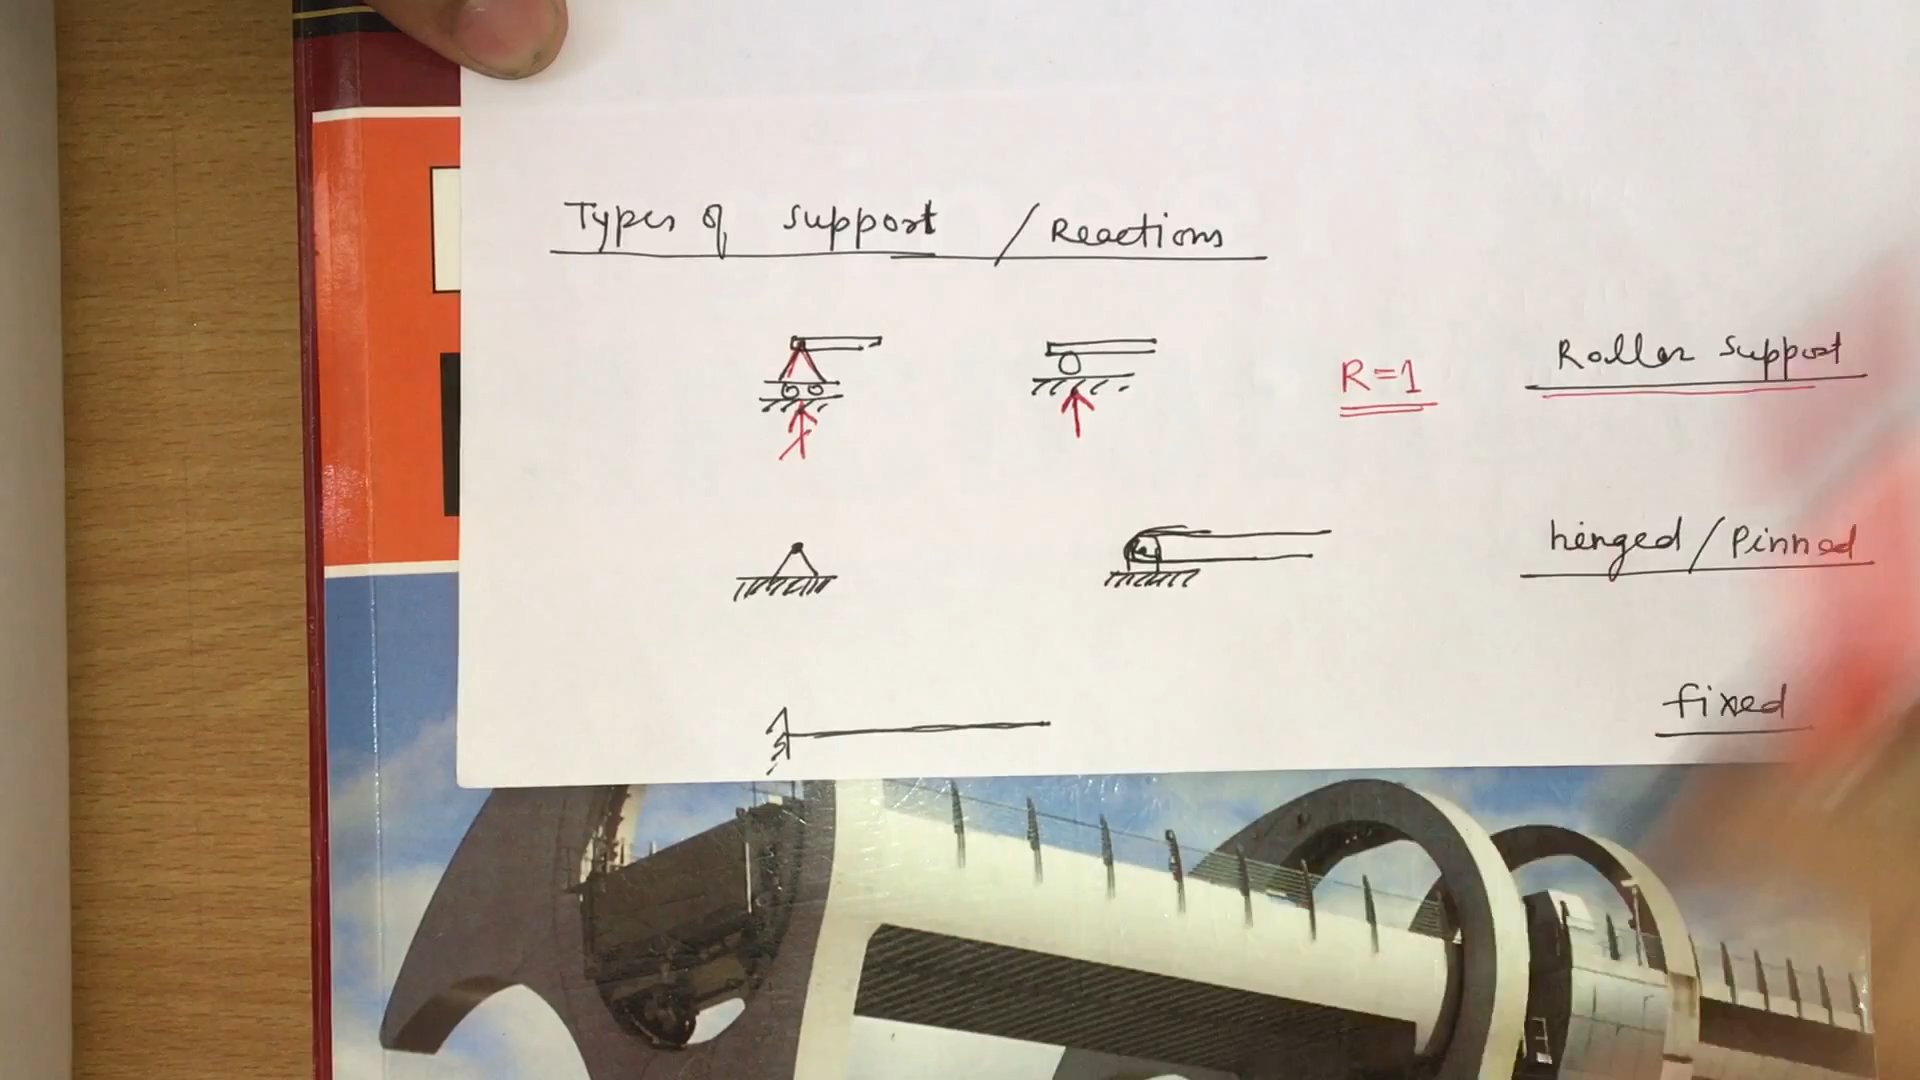 Types of support / Reactions
R=1
Roller support
hinged / Pinned
fixed